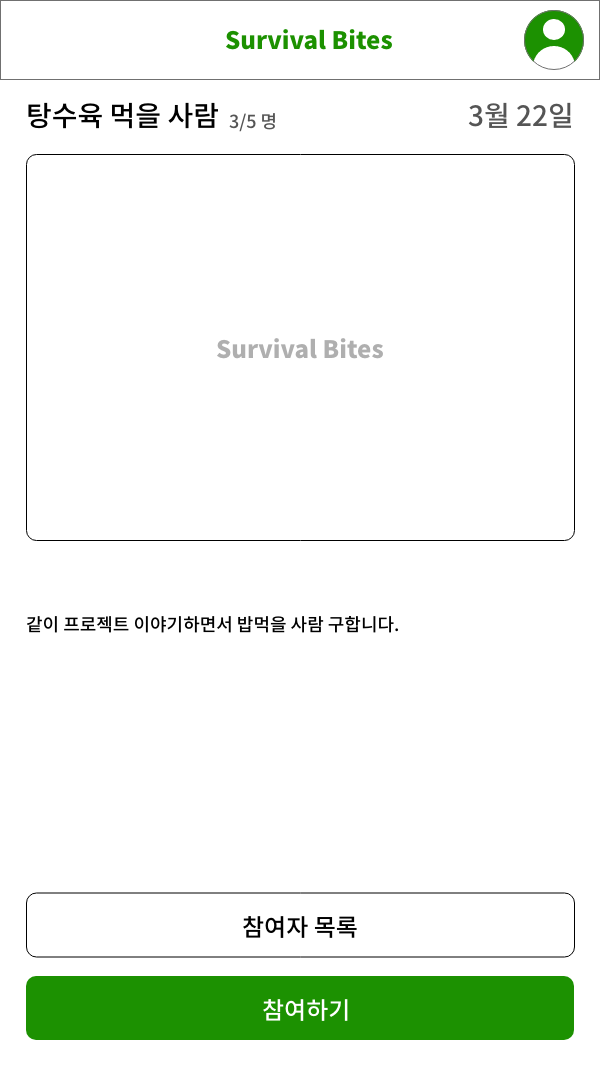 Survival Bites
탕수육 먹을 사람 3/5 명 3월 22일
Survival Bites
같이 프로젝트 이야기하면서 밥먹을 사람 구합니다.
참여자 목록
참여하기